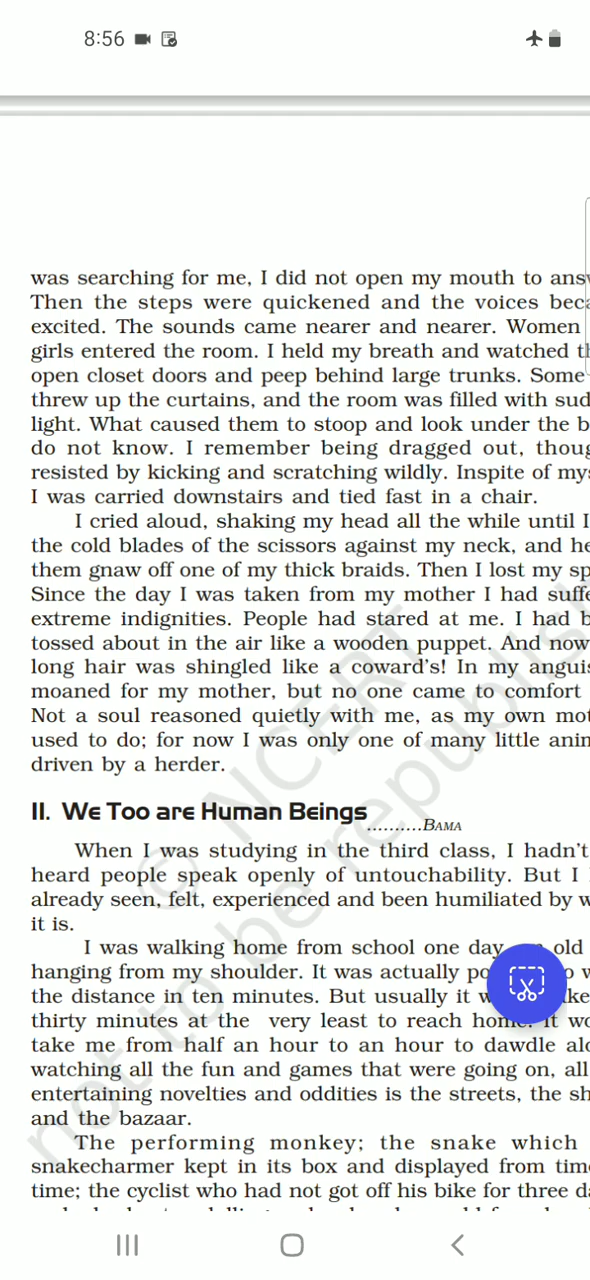 8:56
was searching for me, I did not open my mouth to
Then the steps were quickened and the voices
excited. The sounds came nearer and nearer. Women
girls entered the room. I held my breath and watched
open closet doors and peep behind large trunks. Some
threw up the curtains, and the room was filled with
light. What caused them to stoop and look under the
do not know. I remember being dragged out,
resisted by kicking and scratching wildly. Inspite of
I was carried downstairs and tied fast in a chair.
I cried aloud, shaking my head all the while until I
the cold blades of the scissors against my neck, and
them gnaw off one of my thick braids. Then I lost my
Since the day I was taken from my mother I had
extreme indignities. People had stared at me. I had
tossed about in the air like a wooden puppet. And now
long hair was shingled like a coward's! In my
moaned for my mother, but no one came to comfort
Not a soul reasoned quietly with me, as my own
used to do; for now I was only one of many little
driven by a herder.
II. We Too are Human Beings
..........BAMA
When I was studying in the third class, I hadn't
heard people speak openly of untouchability. But I
already seen, felt, experienced and been humiliated by
it is.
I was walking home from school one day, old
hanging from my shoulder. It was actually
the distance in ten minutes. But usually it
thirty minutes at the very least to reach home. It
take me from half an hour to an hour to dawdle
watching all the fun and games that were going on, all
entertaining novelties and oddities is the streets, the
and the bazaar.
The performing monkey; the snake which
snakecharmer kept in its box and displayed from
time; the cyclist who had not got off his bike for three
© NCERT
not to be republish